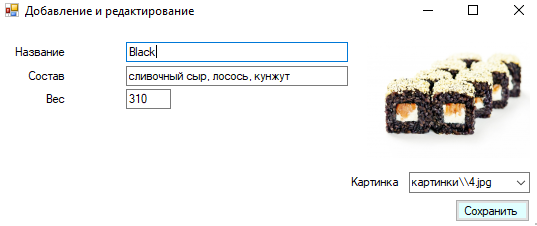 Добавление и редактирование
Название Black
Состав сливочный сыр, лосось, кунжут
Вес 310
Картинка картинки\\4.jpg
Сохранить